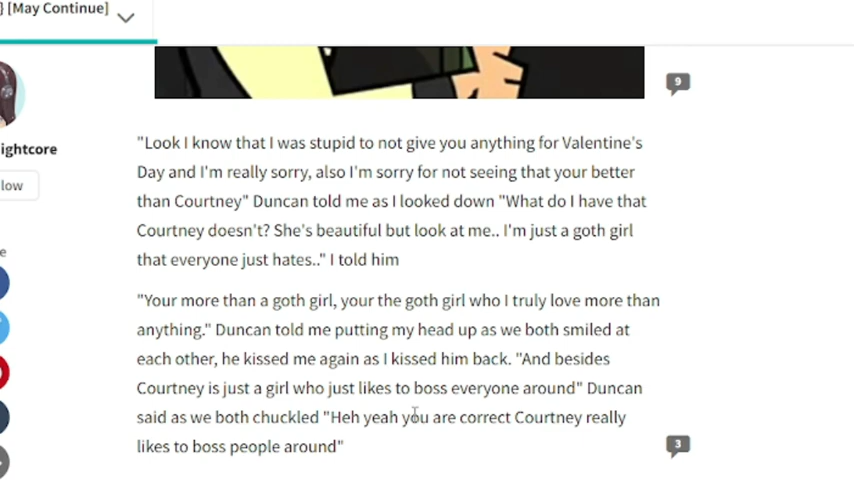 } [May Continue]
9
"Look I know that I was stupid to not give you anything for Valentine's
Day and I'm really sorry, also I'm sorry for not seeing that your better
than Courtney" Duncan told me as I looked down "What do I have that
Courtney doesn't? She's beautiful but look at me.. I'm just a goth girl
that everyone just hates.." I told him
ightcore
low
e
"Your more than a goth girl, your the goth girl who I truly love more than
anything." Duncan told me putting my head up as we both smiled at
each other, he kissed me again as I kissed him back. "And besides
Courtney is just a girl who just likes to boss everyone around" Duncan
said as we both chuckled "Heh yeah you are correct Courtney really
likes to boss people around"
3